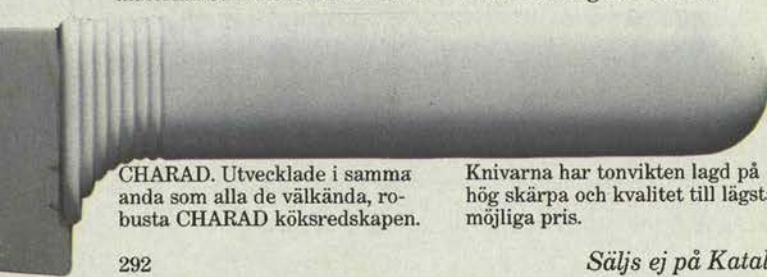 CHARAD. Utvecklade i samma
anda som alla de välkända, ro-
busta CHARAD köksredskapen.
Knivarna har tonvikten lagd på
hög skärpa och kvalitet till lägsta
möjliga pris.
292
Säljs ej på Katal